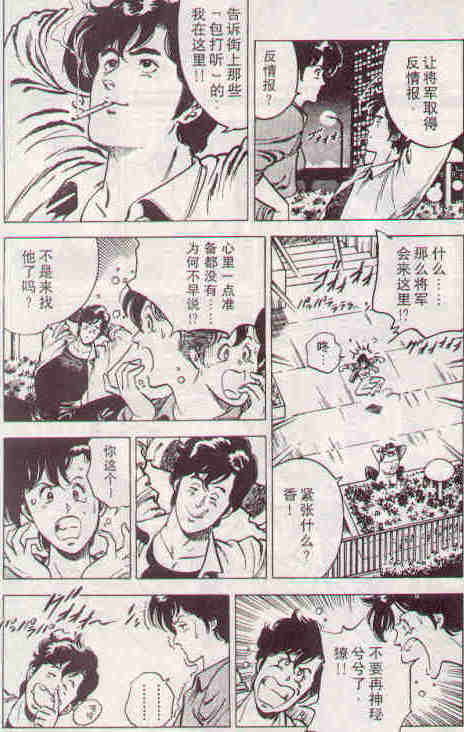 让将军取得
反情报．
反情报？
告诉街上那些
「包打听」的，
我在这里!!
什么……
那么将军
会来这里!?
咚…
紧张什么？
香！
心里一点准
备都没有……
为何不早说!?
不是来找
他了吗？
你这个！
不要再神秘
兮兮了，
獠!!
………
………